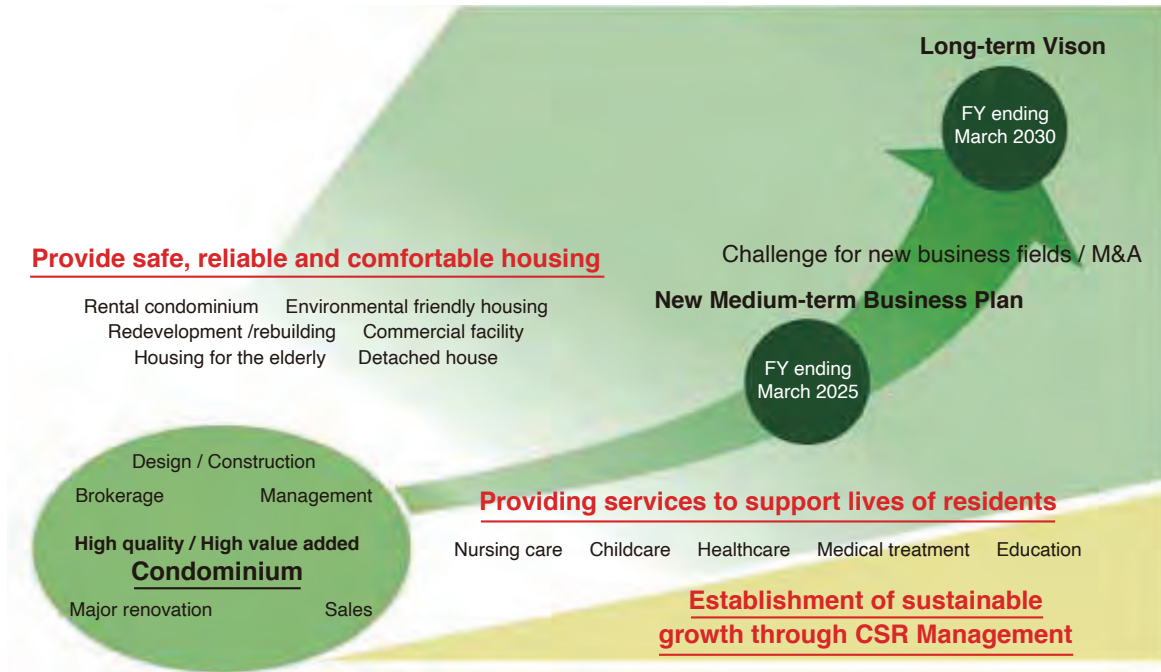 Long-term Vison
FY ending
March 2030
Provide safe, reliable and comfortable housing
Rental condominium Environmental friendly housing
Redevelopment /rebuilding Commercial facility
Housing for the elderly Detached house
Challenge for new business fields / M&A
New Medium-term Business Plan
FY ending
March 2025
Design / Construction
Brokerage Management
High quality / High value added
Condominium
Major renovation Sales
Providing services to support lives of residents
Nursing care Childcare Healthcare Medical treatment Education
Establishment of sustainable
growth through CSR Management